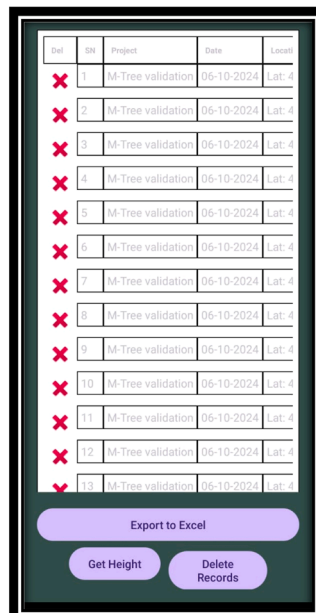 Del SN Project Date Locati
1 M-Tree validation 06-10-2024 Lat: 4
2 M-Tree validation 06-10-2024 Lat: 4
3 M-Tree validation 06-10-2024 Lat: 4
4 M-Tree validation 06-10-2024 Lat: 4
5 M-Tree validation 06-10-2024 Lat: 4
6 M-Tree validation 06-10-2024 Lat: 4
7 M-Tree validation 06-10-2024 Lat: 4
8 M-Tree validation 06-10-2024 Lat: 4
9 M-Tree validation 06-10-2024 Lat: 4
10 M-Tree validation 06-10-2024 Lat: 4
11 M-Tree validation 06-10-2024 Lat: 4
12 M-Tree validation 06-10-2024 Lat: 4
13 M-Tree validation 06-10-2024 Lat: 4
Export to Excel
Get Height
Delete
Records